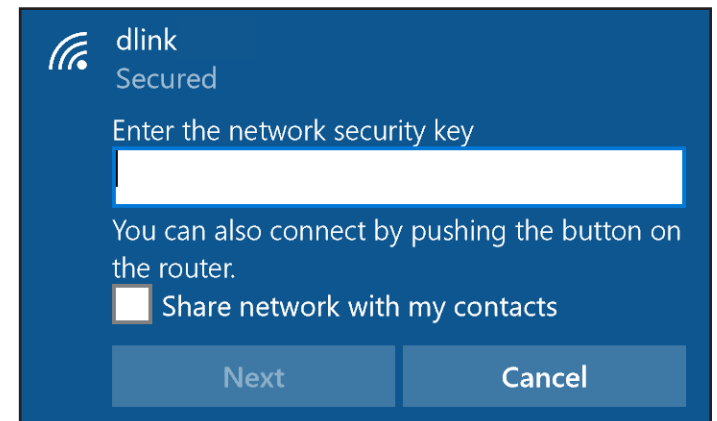 dlink
Secured
Enter the network security key
You can also connect by pushing the button on
the router.
Share network with my contacts
Next Cancel